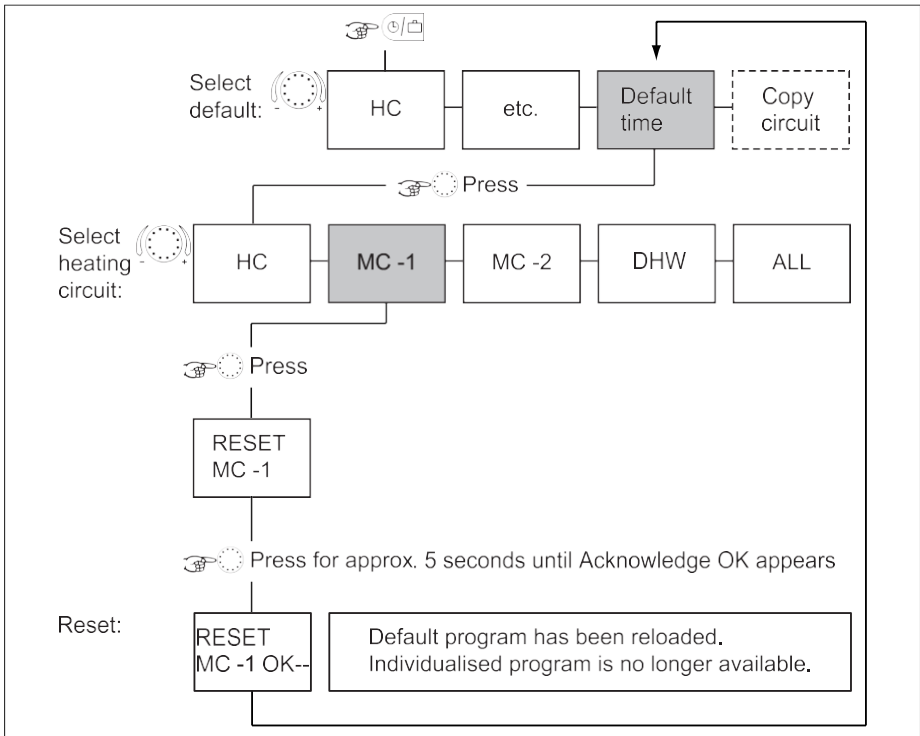 Select
default:
- +
HC
etc.
Default
time
Copy
circuit
Press
Select
heating
circuit:
- +
HC
MC -1
MC -2
DHW
ALL
Press
RESET
MC -1
Press for approx. 5 seconds until Acknowledge OK appears
Reset:
RESET
MC -1 OK--
Default program has been reloaded.
Individualised program is no longer available.